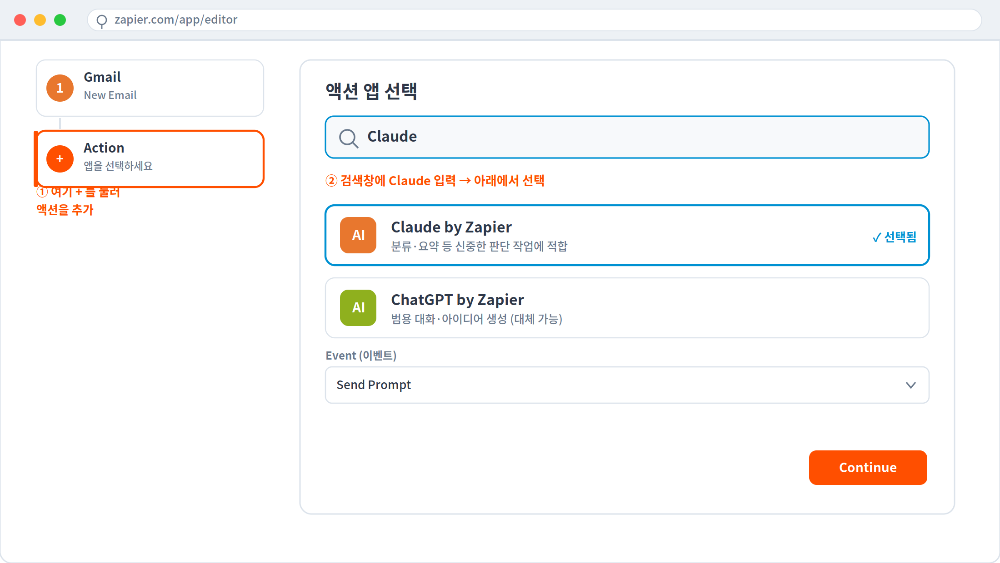 zapier.com/app/editor
1
Gmail
New Email
+
Action
앱을 선택하세요
① 여기 + 를 눌러
액션을 추가
액션 앱 선택
Claude
② 검색창에 Claude 입력 → 아래에서 선택
AI
Claude by Zapier
분류·요약 등 신중한 판단 작업에 적합
✓ 선택됨
AI
ChatGPT by Zapier
범용 대화·아이디어 생성 (대체 가능)
Event (이벤트)
Send Prompt
Continue